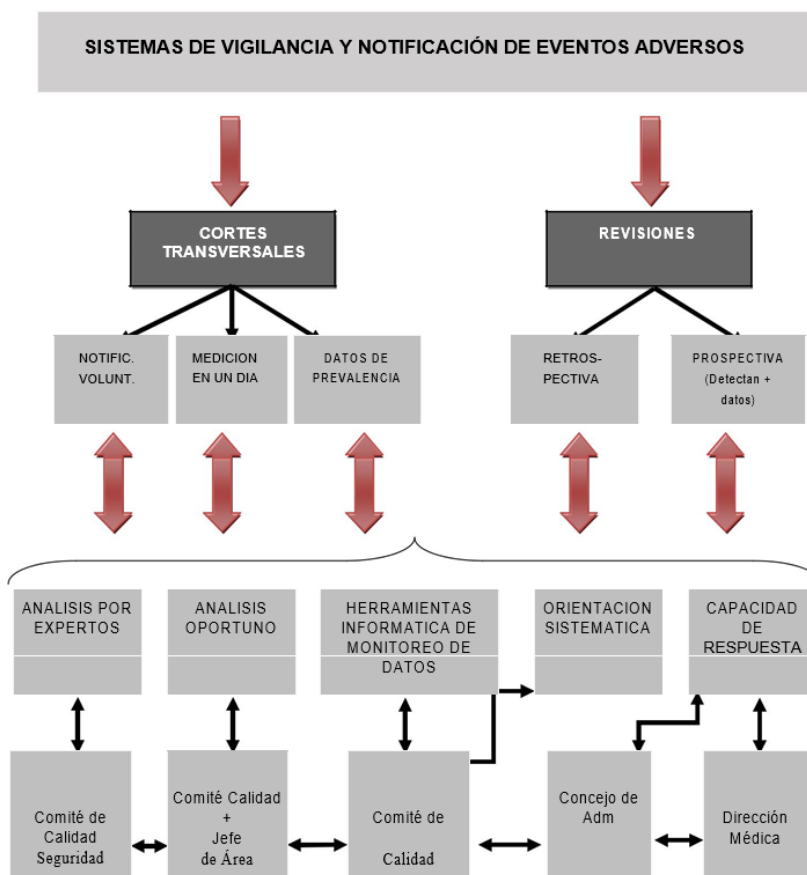 SISTEMAS DE VIGILANCIA Y NOTIFICACIÓN DE EVENTOS ADVERSOS
CORTES
TRANSVERSALES
REVISIONES
NOTIFIC.
VOLUNT.
MEDICION
EN UN DIA
DATOS DE
PREVALENCIA
RETROS-
PECTIVA
PROSPECTIVA
(Detectan +
datos)
ANALISIS POR
EXPERTOS
ANALISIS
OPORTUNO
HERRAMIENTAS
INFORMATICA DE
MONITOREO DE
DATOS
ORIENTACION
SISTEMATICA
CAPACIDAD
DE
RESPUESTA
Comité de
Calidad
Seguridad
Comité Calidad
+
Jefe
de Área
Comité de
Calidad
Concejo de
Adm
Dirección
Médica